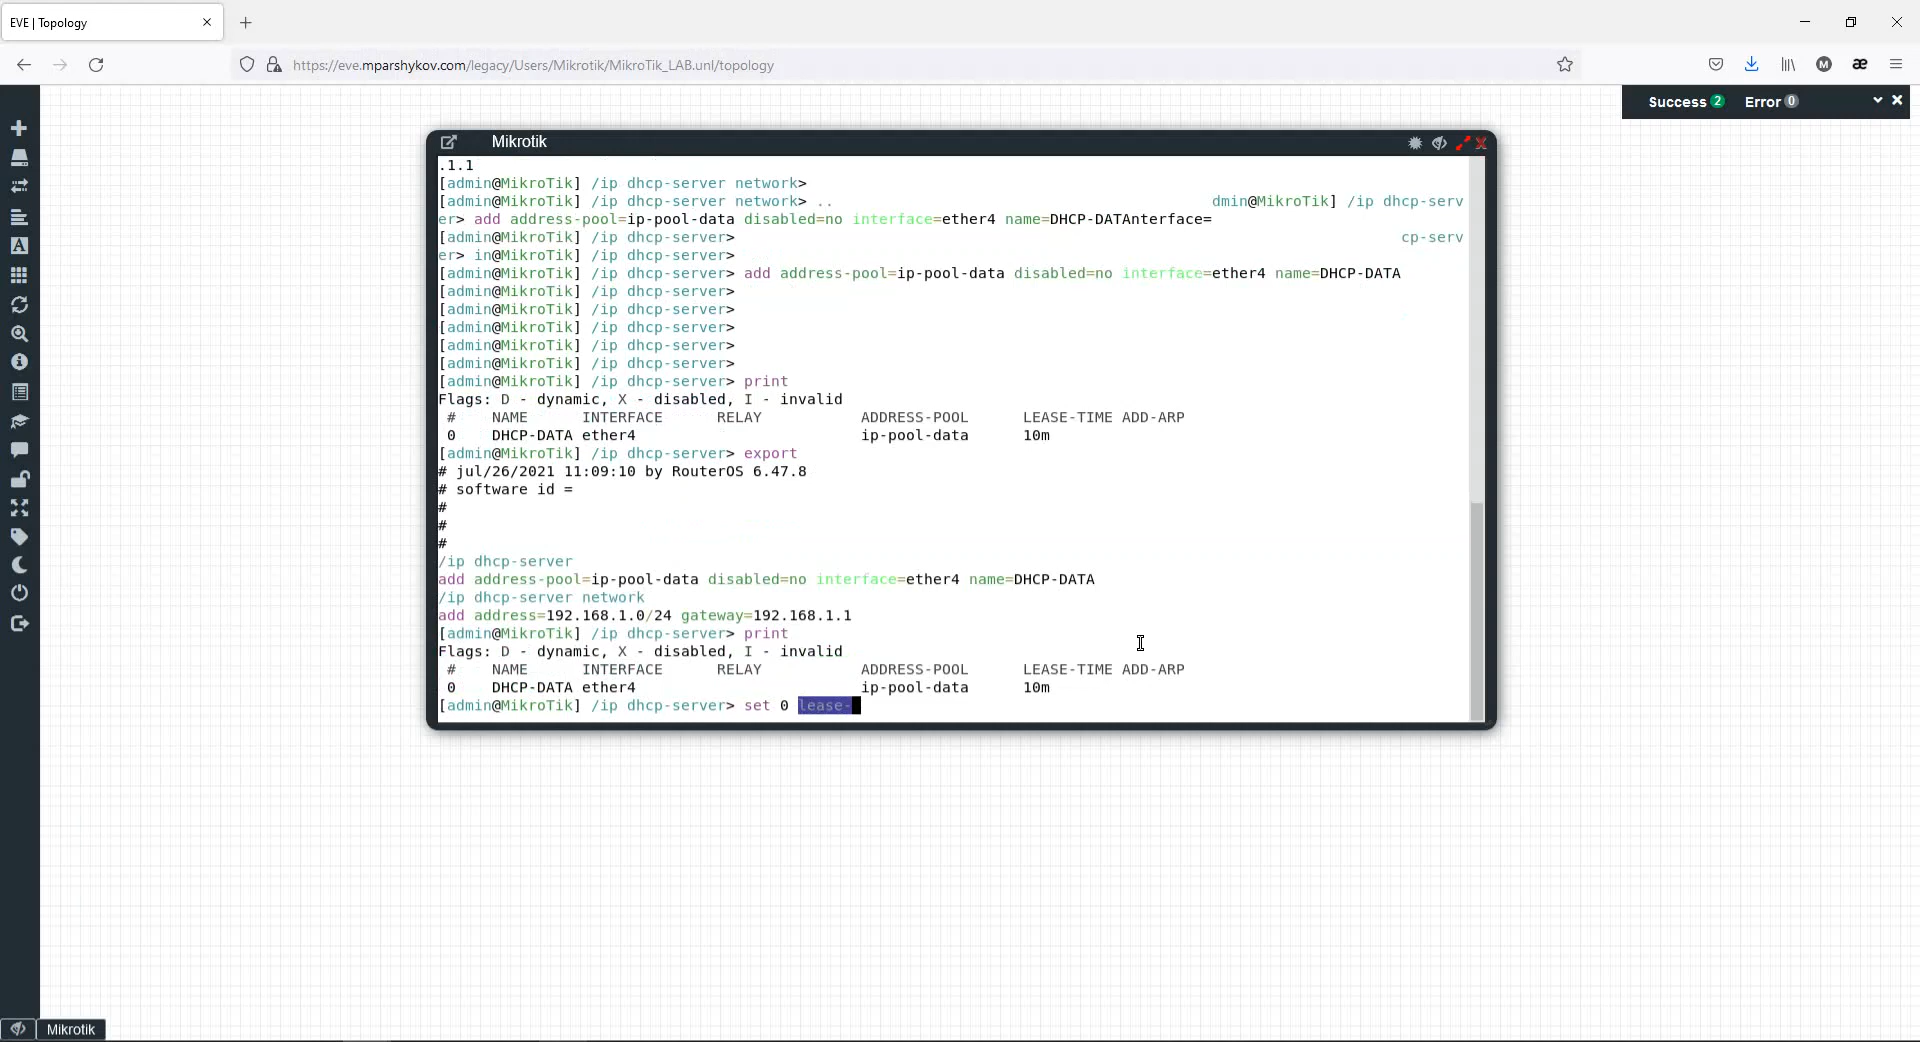 EVE | Topology
https://eve.mparshykov.com/legacy/Users/Mikrotik/MikroTik_LAB.unl/topology
M
æ
Success 2 Error 0
Mikrotik
.1.1
[admin@MikroTik] /ip dhcp-server network>
[admin@MikroTik] /ip dhcp-server network> .. dmin@MikroTik] /ip dhcp-serv
er> add address-pool=ip-pool-data disabled=no interface=ether4 name=DHCP-DATAnterface=
[admin@MikroTik] /ip dhcp-server> cp-serv
er> in@MikroTik] /ip dhcp-server>
[admin@MikroTik] /ip dhcp-server> add address-pool=ip-pool-data disabled=no interface=ether4 name=DHCP-DATA
[admin@MikroTik] /ip dhcp-server>
[admin@MikroTik] /ip dhcp-server>
[admin@MikroTik] /ip dhcp-server>
[admin@MikroTik] /ip dhcp-server>
[admin@MikroTik] /ip dhcp-server>
[admin@MikroTik] /ip dhcp-server> print
Flags: D - dynamic, X - disabled, I - invalid
# NAME INTERFACE RELAY ADDRESS-POOL LEASE-TIME ADD-ARP
0 DHCP-DATA ether4 ip-pool-data 10m
[admin@MikroTik] /ip dhcp-server> export
# jul/26/2021 11:09:10 by RouterOS 6.47.8
# software id =
#
#
#
/ip dhcp-server
add address-pool=ip-pool-data disabled=no interface=ether4 name=DHCP-DATA
/ip dhcp-server network
add address=192.168.1.0/24 gateway=192.168.1.1
[admin@MikroTik] /ip dhcp-server> print
Flags: D - dynamic, X - disabled, I - invalid
# NAME INTERFACE RELAY ADDRESS-POOL LEASE-TIME ADD-ARP
0 DHCP-DATA ether4 ip-pool-data 10m
[admin@MikroTik] /ip dhcp-server> set 0 lease-
Mikrotik